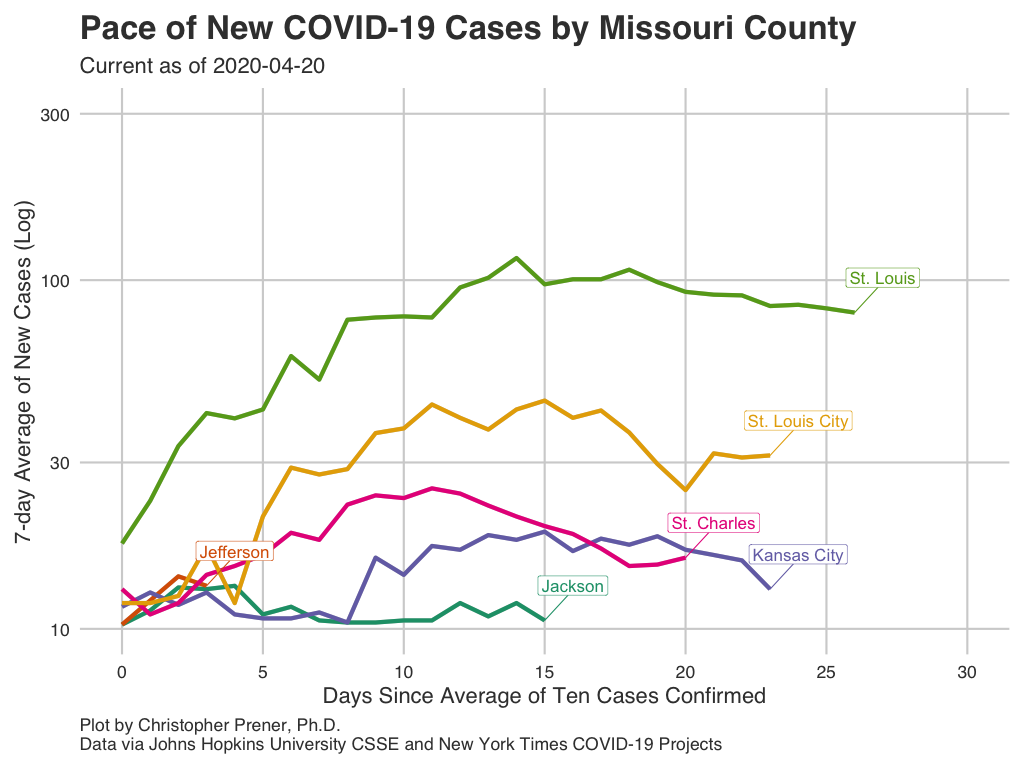 Pace of New COVID-19 Cases by Missouri County
Current as of 2020-04-20
7-day Average of New Cases (Log)
300
100
30
10
St. Louis
St. Louis City
St. Charles
Jefferson
Kansas City
Jackson
0 5 10 15 20 25 30
Days Since Average of Ten Cases Confirmed
Plot by Christopher Prener, Ph.D.
Data via Johns Hopkins University CSSE and New York Times COVID-19 Projects